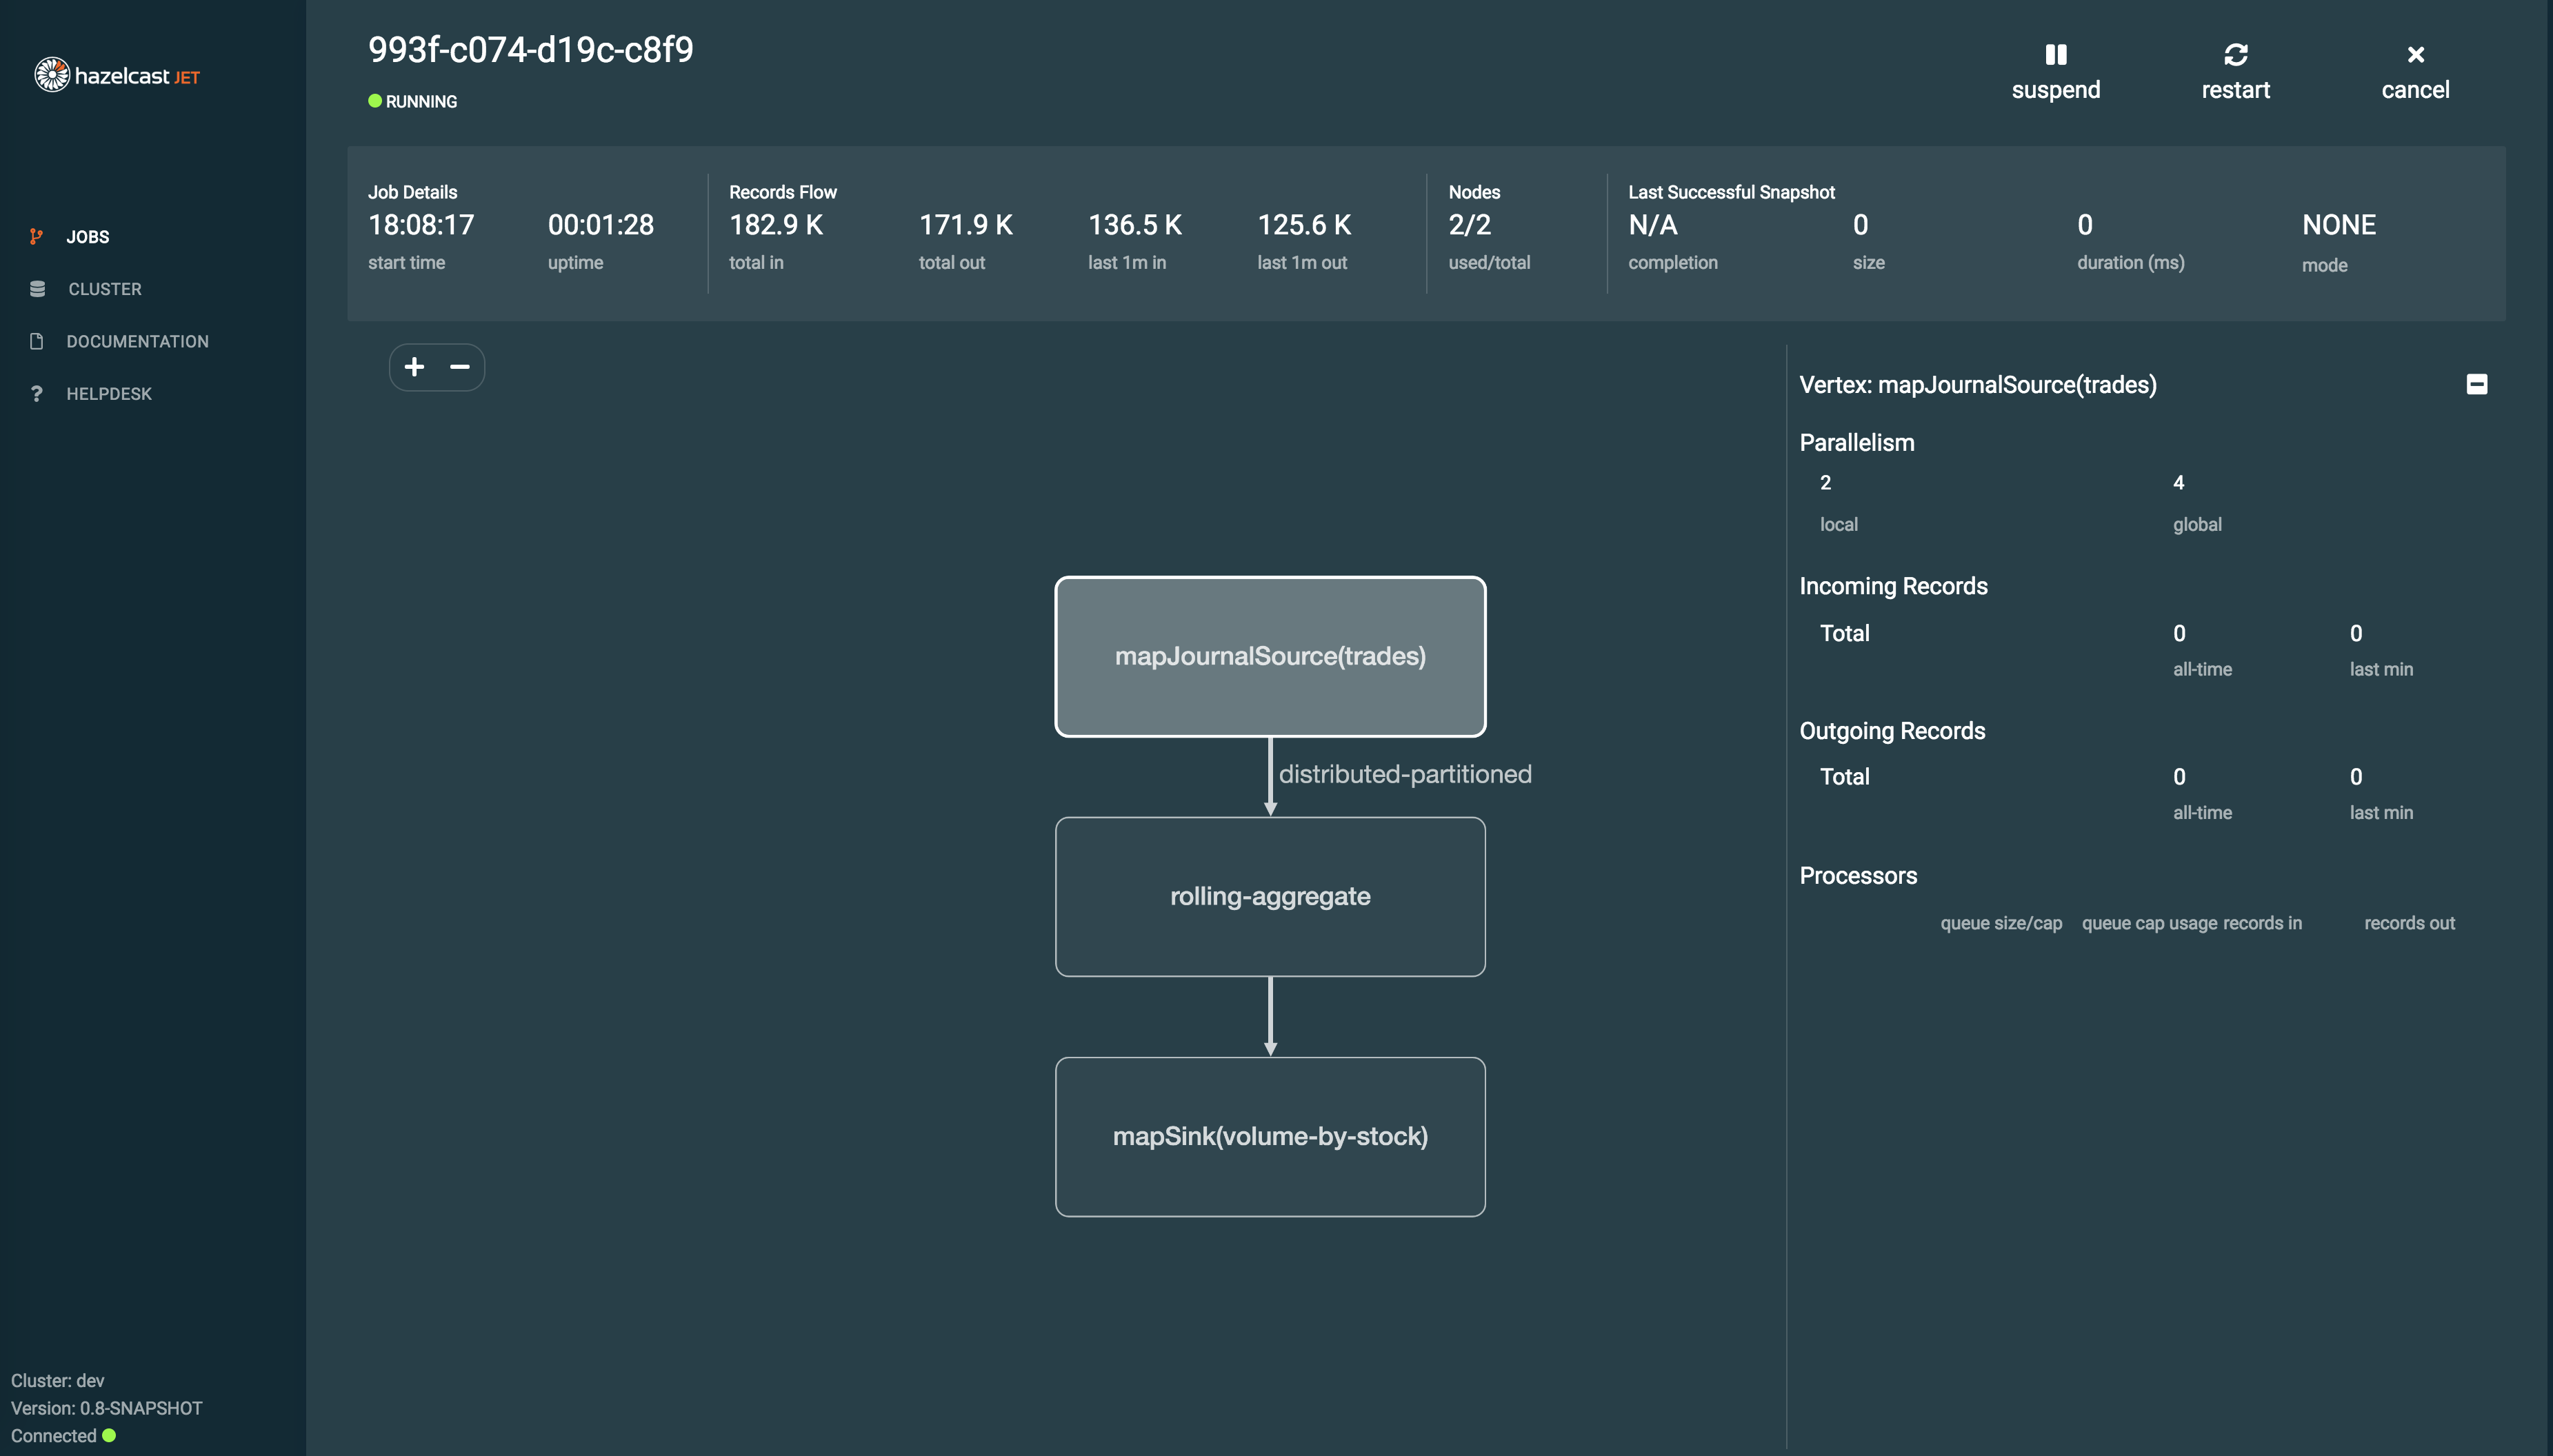 hazelcast JET
JOBS
CLUSTER
DOCUMENTATION
? HELPDESK
Cluster: dev
Version: 0.8-SNAPSHOT
Connected
993f-c074-d19c-c8f9
RUNNING
suspend
restart
cancel
Job Details
18:08:17
start time
00:01:28
uptime
Records Flow
182.9 K
total in
171.9 K
total out
136.5 K
last 1m in
125.6 K
last 1m out
Nodes
2/2
used/total
Last Successful Snapshot
N/A
completion
0
size
0
duration (ms)
NONE
mode
mapJournalSource(trades)
distributed-partitioned
rolling-aggregate
mapSink(volume-by-stock)
Vertex: mapJournalSource(trades)
Parallelism
2 4
local global
Incoming Records
Total 0 0
all-time last min
Outgoing Records
Total 0 0
all-time last min
Processors
queue size/cap queue cap usage records in records out